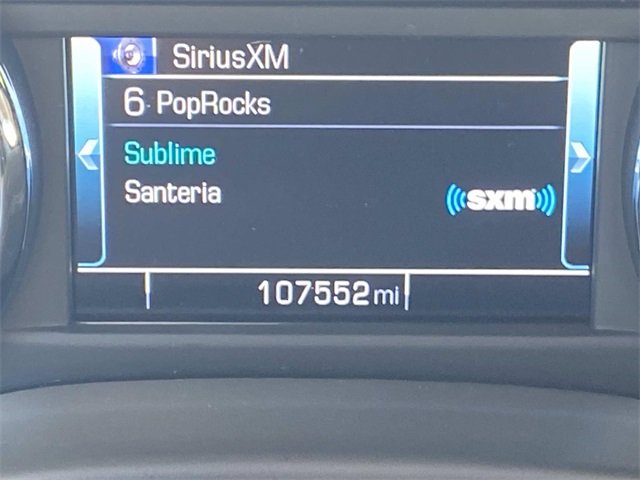 SiriusXM
6 PopRocks
Sublime
Santeria
((sxm))
107552 mi